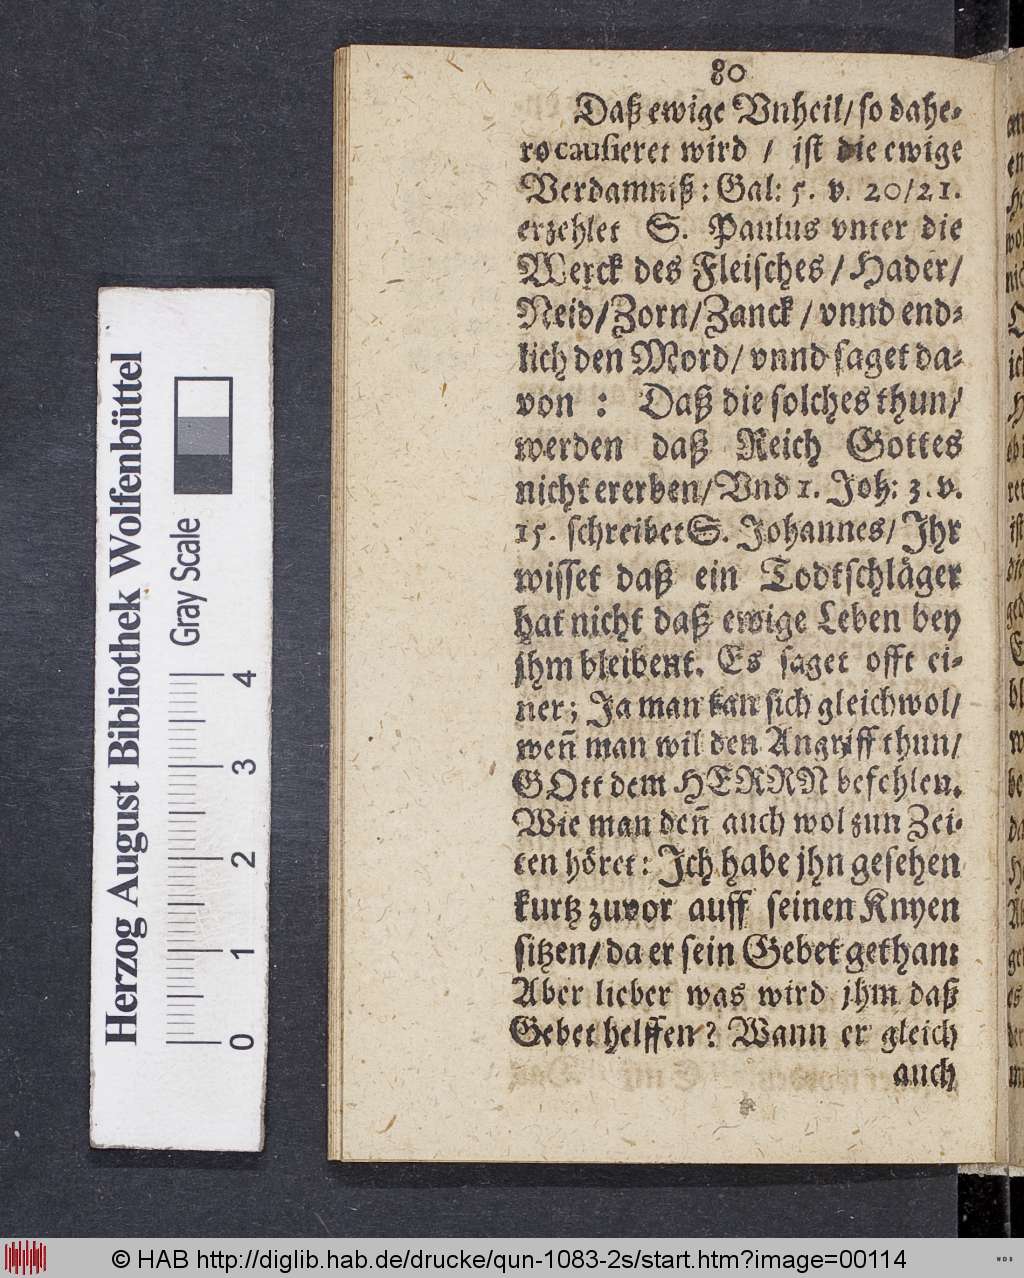 80
Daß ewige Vnheil/ so dahe-
ro causieret wird / ist die ewige
Verdamniß: Gal: 5. v. 20/21.
erzehlet S. Paulus vnter die
Werck des Fleisches / Hader/
Neid/ Zorn/ Zanck / vnnd end-
lich den Mord/ vnnd saget da-
von : Daß die solches thun/
werden daß Reich Gottes
nicht ererben/ Vnd 1. Joh: 3. v.
15. schreibet S. Johannes/ Ihr
wisset daß ein Todtschläger
hat nicht daß ewige Leben bey
jhm bleibent. Es saget offt ei-
ner; Ja man kan sich gleichwol/
weñ man wil den Angriff thun/
GOtt dem HERRN befehlen.
Wie man deñ auch wol zun Zei-
ten höret: Ich habe jhn gesehen
kurtz zuvor auff seinen Knyen
sitzen/ da er sein Gebet gethan:
Aber lieber was wird jhm daß
Gebet helffen? Wann er gleich
auch
Herzog August Bibliothek Wolfenbüttel
Gray Scale
0 1 2 3 4
© HAB http://diglib.hab.de/drucke/qun-1083-2s/start.htm?image=00114